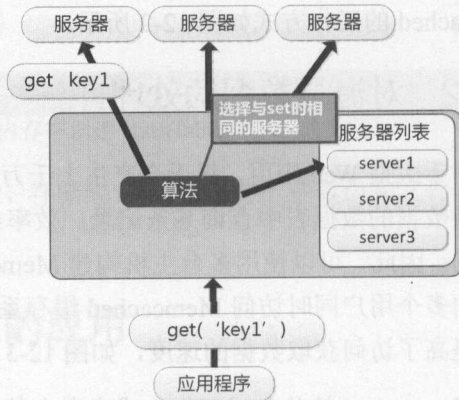 服务器
服务器
服务器
get key1
选择与set时相
同的服务器
服务器列表
server1
算法
server2
server3
get(‘key1’)
应用程序